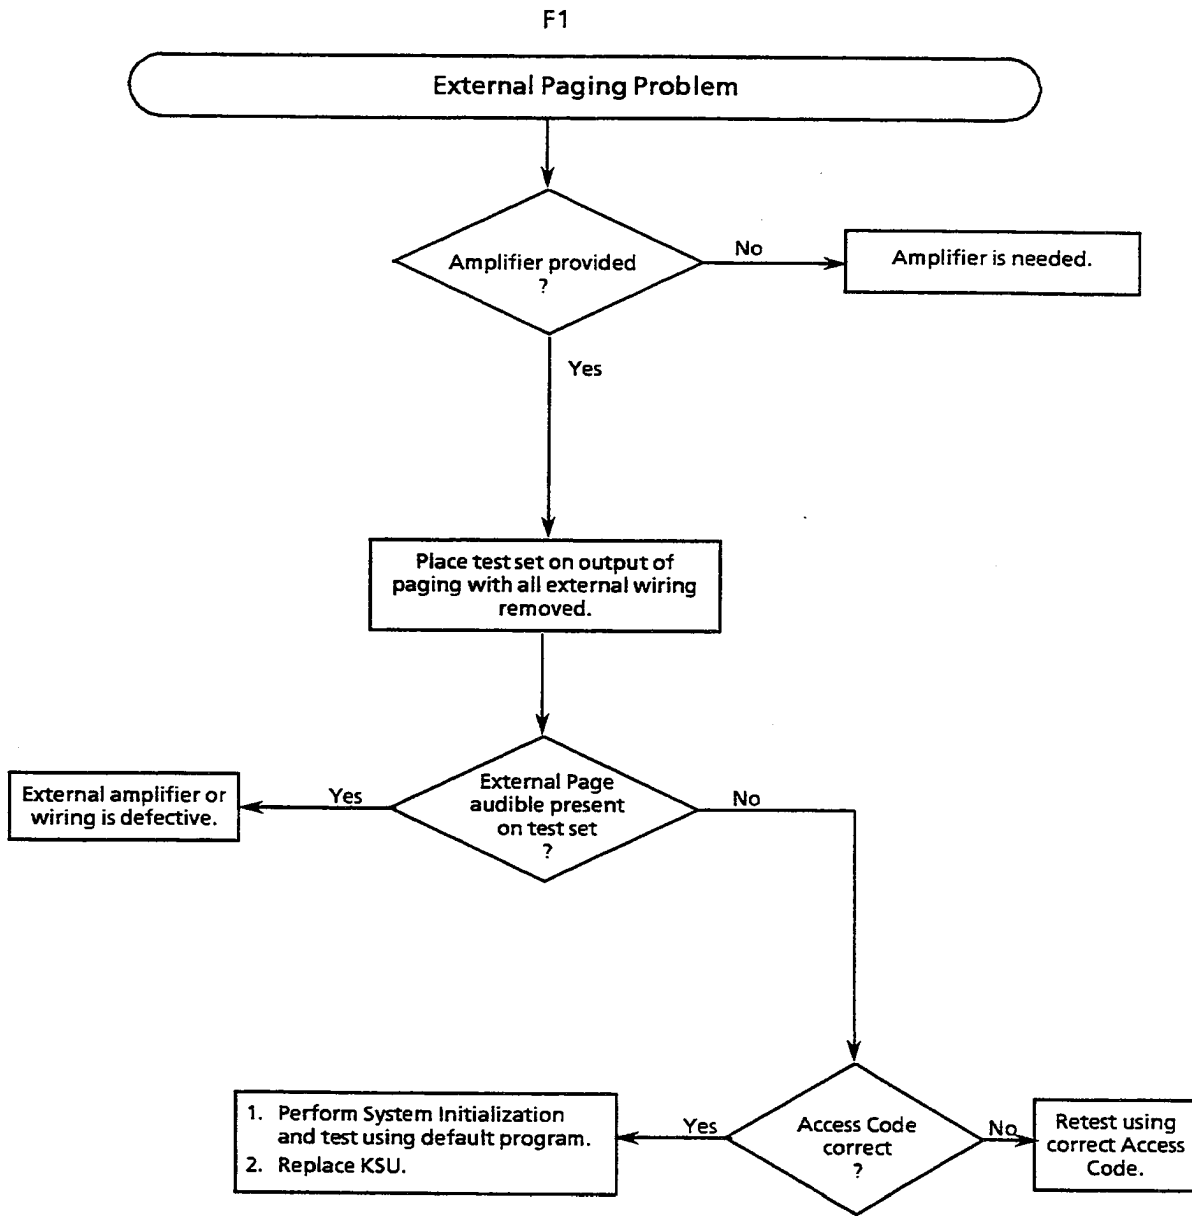 F1
External Paging Problem
Amplifier provided
?
No
Amplifier is needed.
Yes
Place test set on output of
paging with all external wiring
removed.
External Page
audible present
on test set
?
Yes
External amplifier or
wiring is defective.
No
Access Code
correct
?
Yes
1. Perform System Initialization
and test using default program.
2. Replace KSU.
No
Retest using
correct Access
Code.